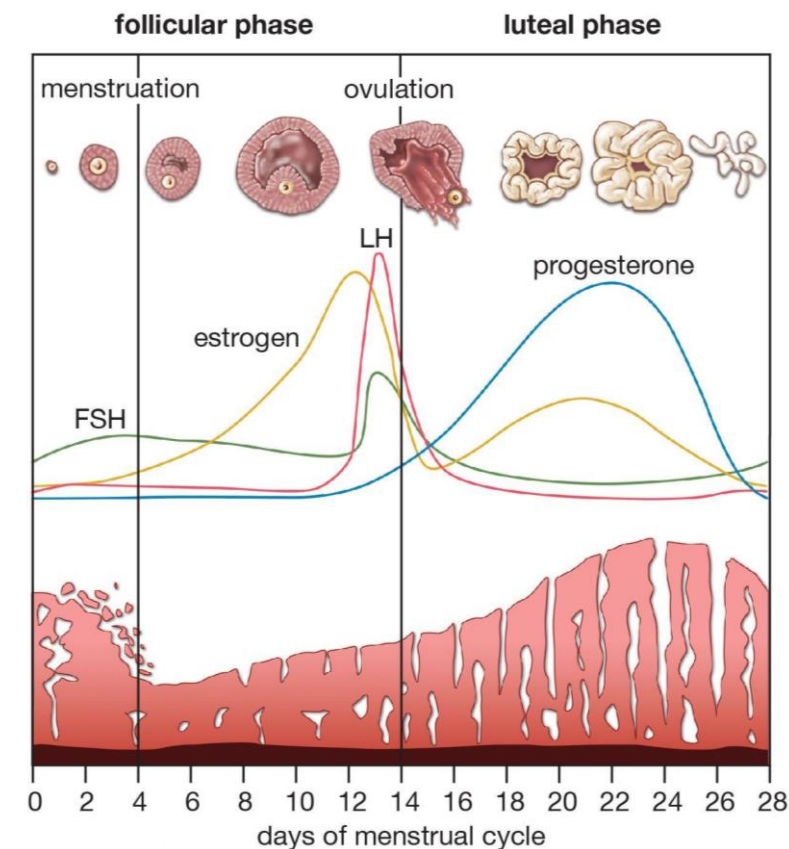 follicular phase luteal phase
menstruation ovulation
LH
progesterone
estrogen
FSH
0 2 4 6 8 10 12 14 16 18 20 22 24 26 28
days of menstrual cycle